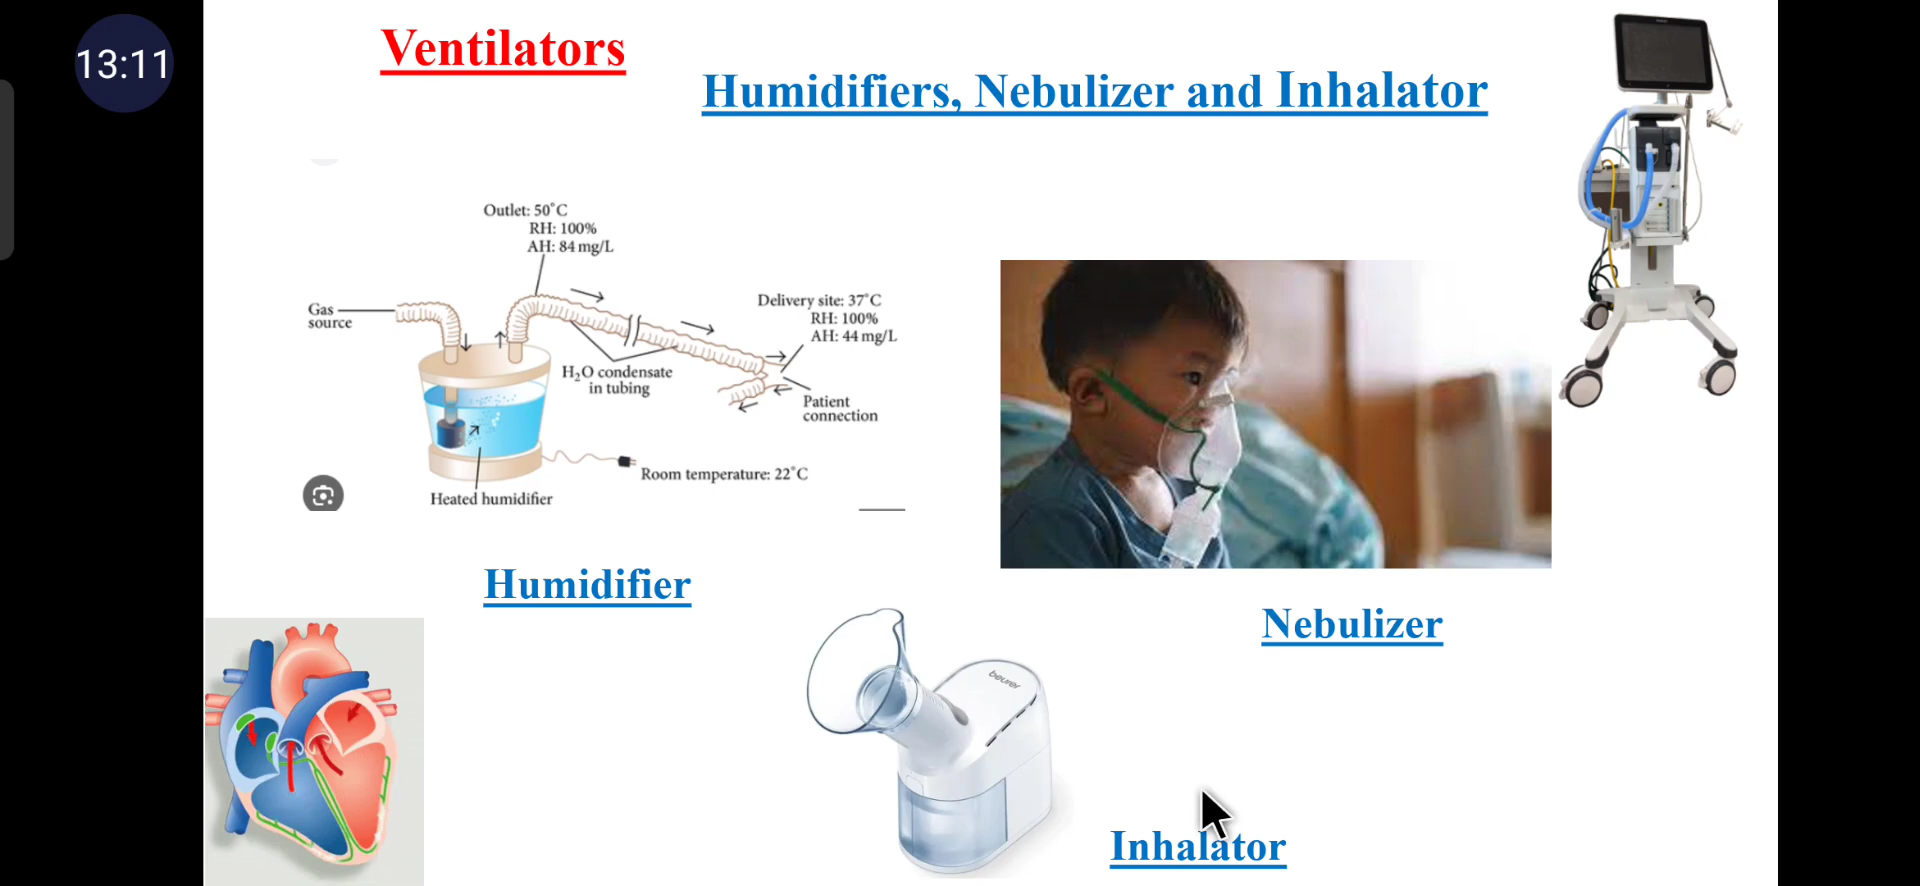 13:11
Ventilators
Humidifiers, Nebulizer and Inhalator
Outlet: 50°C
RH: 100%
AH: 84 mg/L
Gas
source
Delivery site: 37°C
RH: 100%
AH: 44 mg/L
H₂O condensate
in tubing
Patient
connection
Room temperature: 22°C
Heated humidifier
Humidifier
Nebulizer
beurer
Inhalator